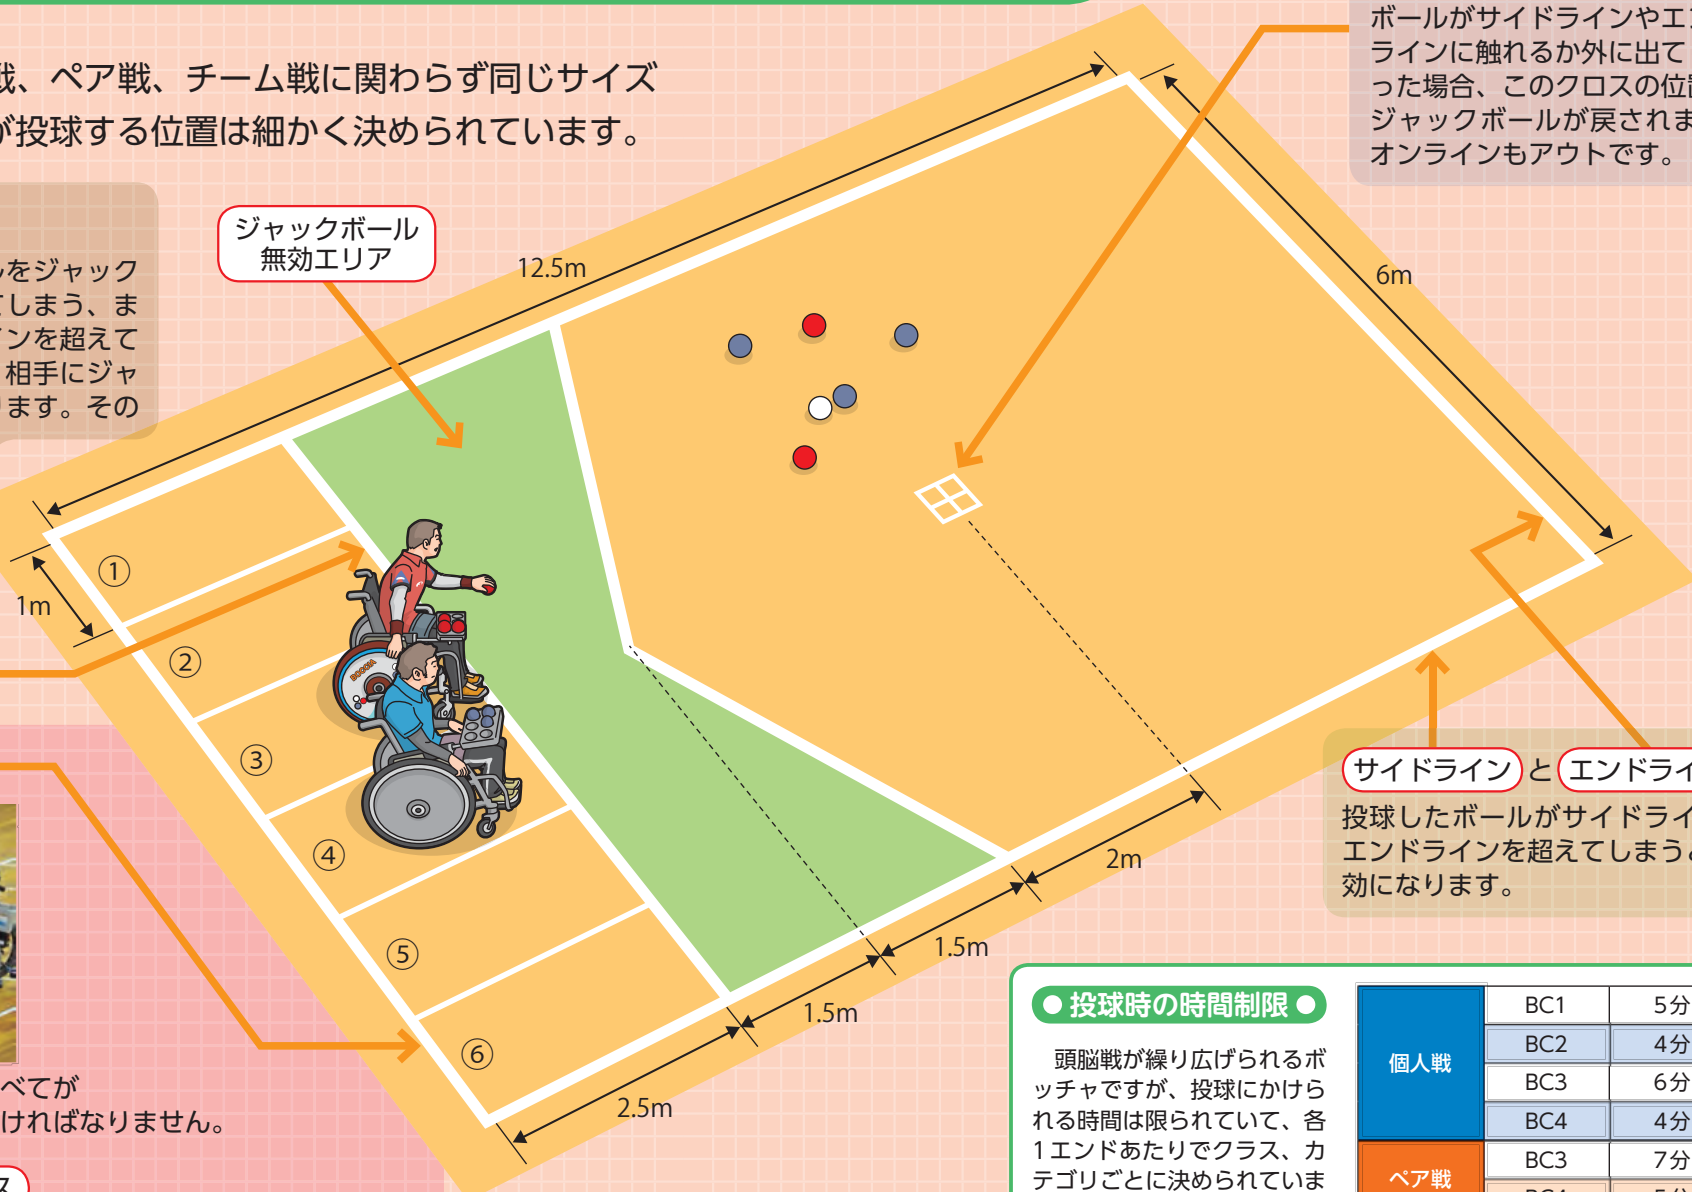 戦、ペア戦、チーム戦に関わらず同じサイズ
が投球する位置は細かく決められています。
ボールがサイドラインやエン
ラインに触れるか外に出て
った場合、このクロスの位置
ジャックボールが戻されま
オンラインもアウトです。
ルをジャック
てしまう、ま
インを超えて
相手にジャ
ります。その
ジャックボール
無効エリア
12.5m
6m
1m
①
②
③
④
⑤
⑥
BOCCIA
2.5m
1.5m
1.5m
2m
サイドライン と エンドライ
投球したボールがサイドライ
エンドラインを超えてしまう
効になります。
べてが
ければなりません。
ス
●投球時の時間制限●
頭脳戦が繰り広げられるボ
ッチャですが、投球にかけら
れる時間は限られていて、各
1エンドあたりでクラス、カ
テゴリごとに決められていま
個人戦
BC1 5分
BC2 4分
BC3 6分
BC4 4分
ペア戦
BC3 7分